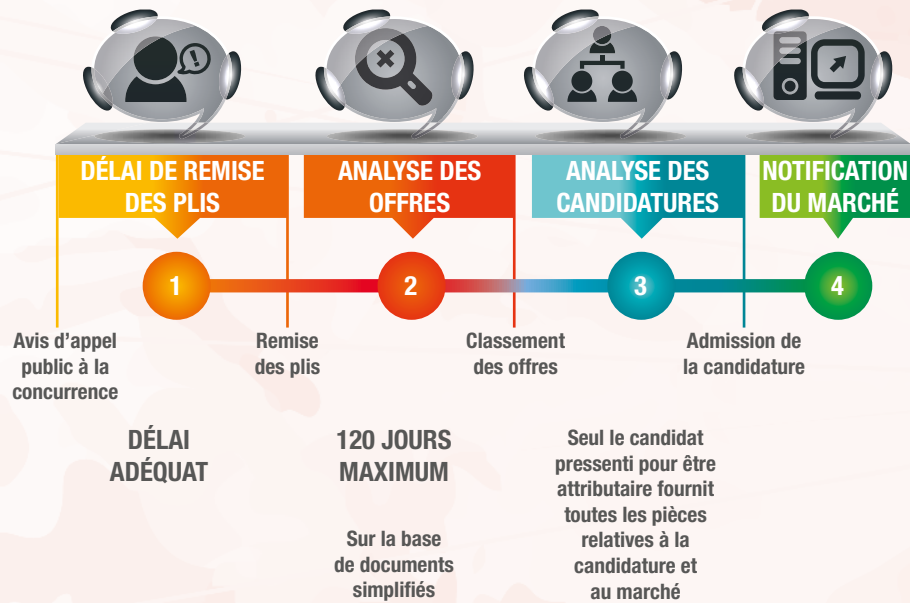 DÉLAI DE REMISE
DES PLIS
ANALYSE DES
OFFRES
ANALYSE DES
CANDIDATURES
NOTIFICATION
DU MARCHÉ
1
2
3
4
Avis d’appel
public à la
concurrence
Remise
des plis
Classement
des offres
Admission de
la candidature
DÉLAI
ADÉQUAT
120 JOURS
MAXIMUM
Sur la base
de documents
simplifiés
Seul le candidat
pressenti pour être
attributaire fournit
toutes les pièces
relatives à la
candidature et
au marché